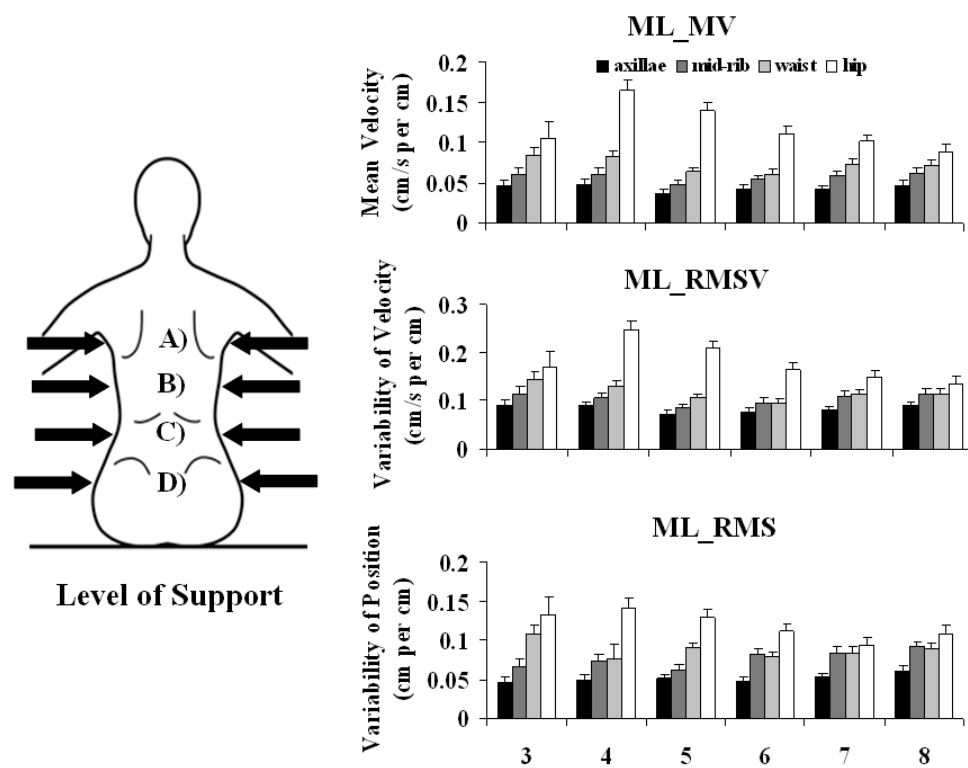 A)
B)
C)
D)
Level of Support
ML_MV
axillae mid-rib waist hip
Mean Velocity
(cm/s per cm)
0.2
0.15
0.1
0.05
0
ML_RMSV
Variability of Velocity
(cm/s per cm)
0.3
0.2
0.1
0
ML_RMS
Variability of Position
(cm per cm)
0.2
0.15
0.1
0.05
0
3 4 5 6 7 8